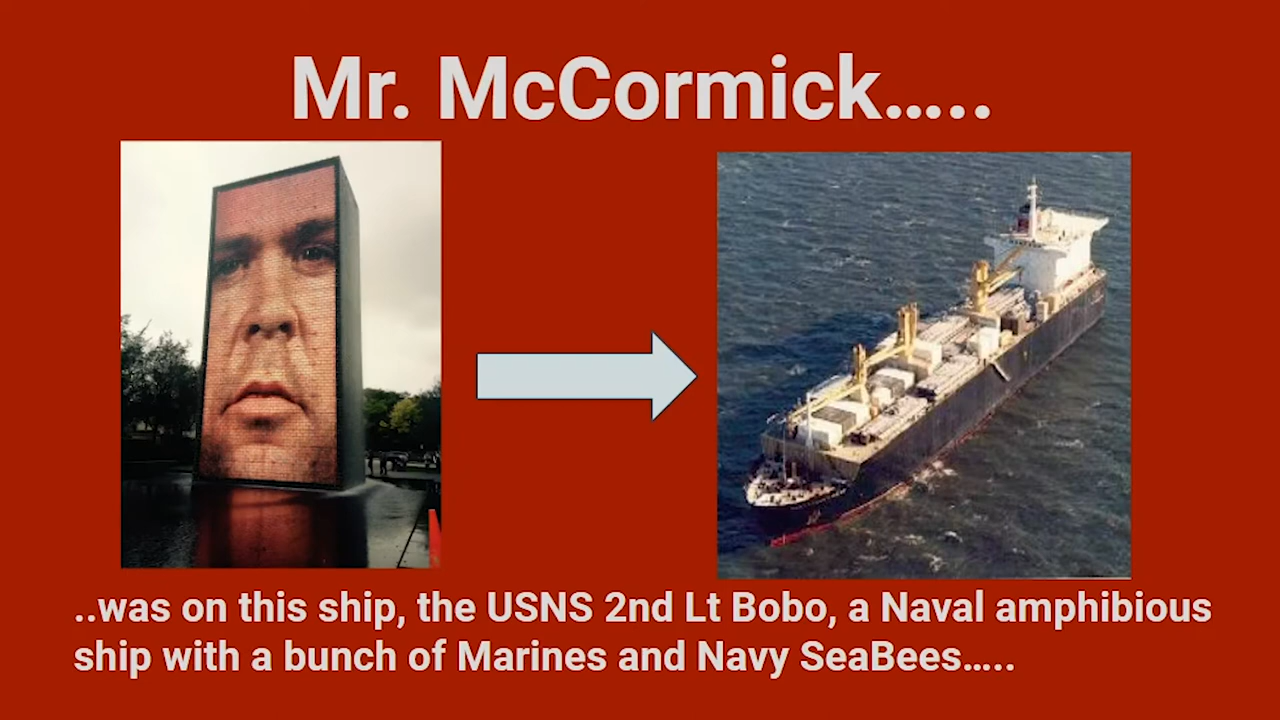 Mr. McCormick…..
..was on this ship, the USNS 2nd Lt Bobo, a Naval amphibious
ship with a bunch of Marines and Navy SeaBees…..